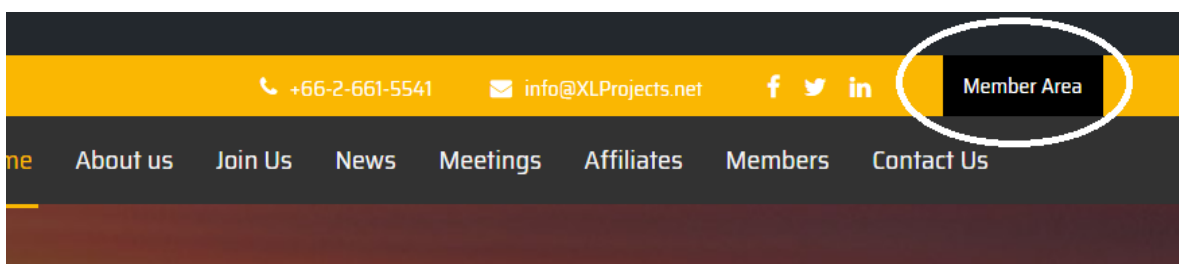 +66-2-661-5541 info@XLProjects.net Member Area
me About us Join Us News Meetings Affiliates Members Contact Us